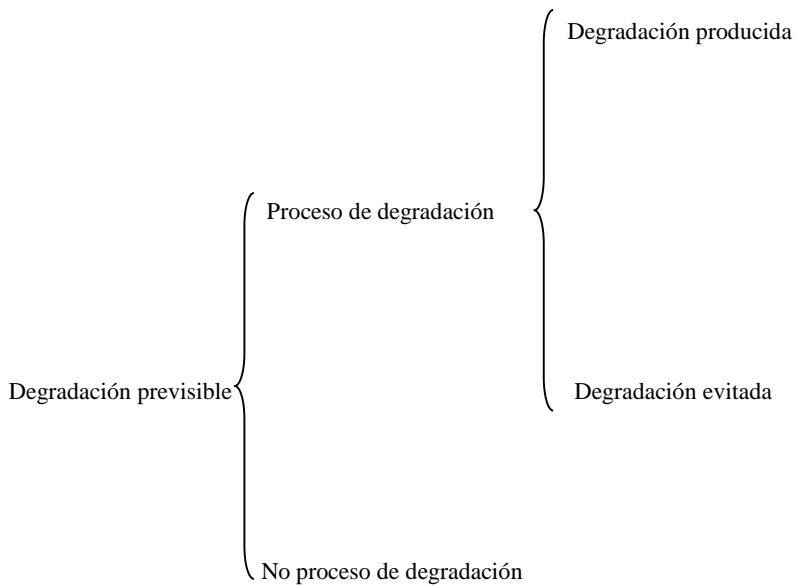 Degradación producida
Proceso de degradación
Degradación previsible
Degradación evitada
No proceso de degradación